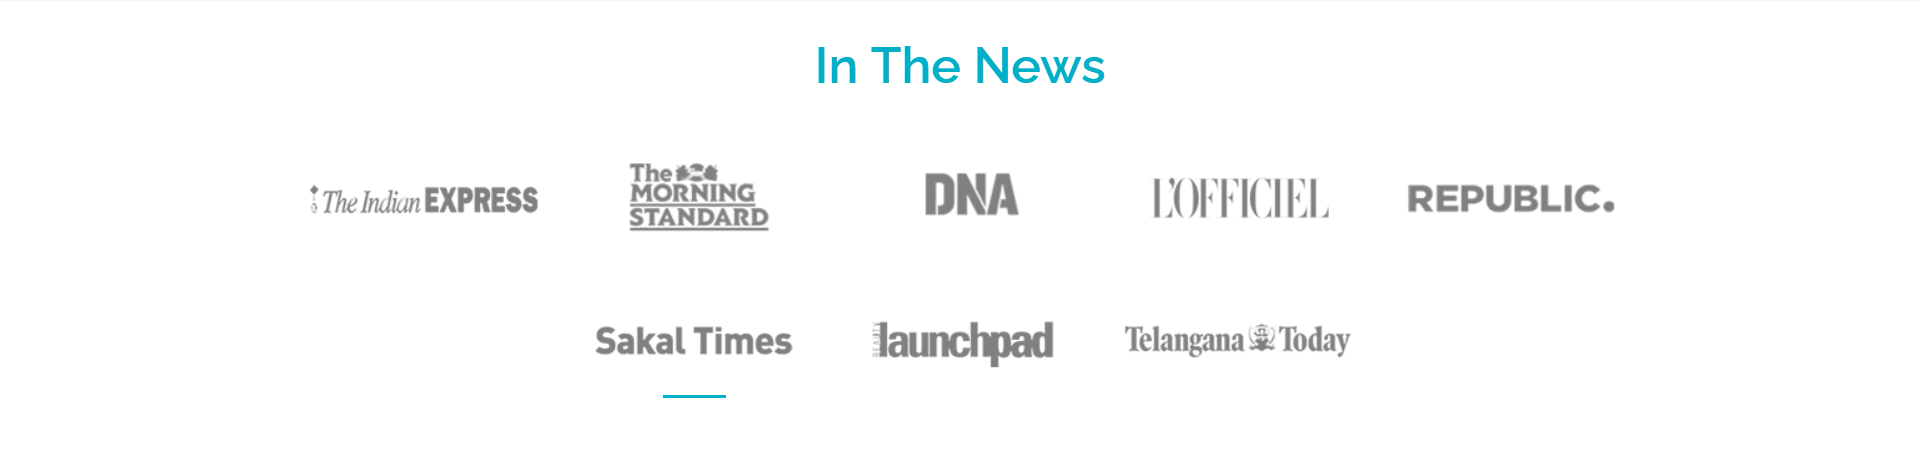 In The News
The Indian EXPRESS
The
MORNING
STANDARD
DNA
L'OFFICIEL
REPUBLIC.
Sakal Times
BEAUTY
launchpad
Telangana Today